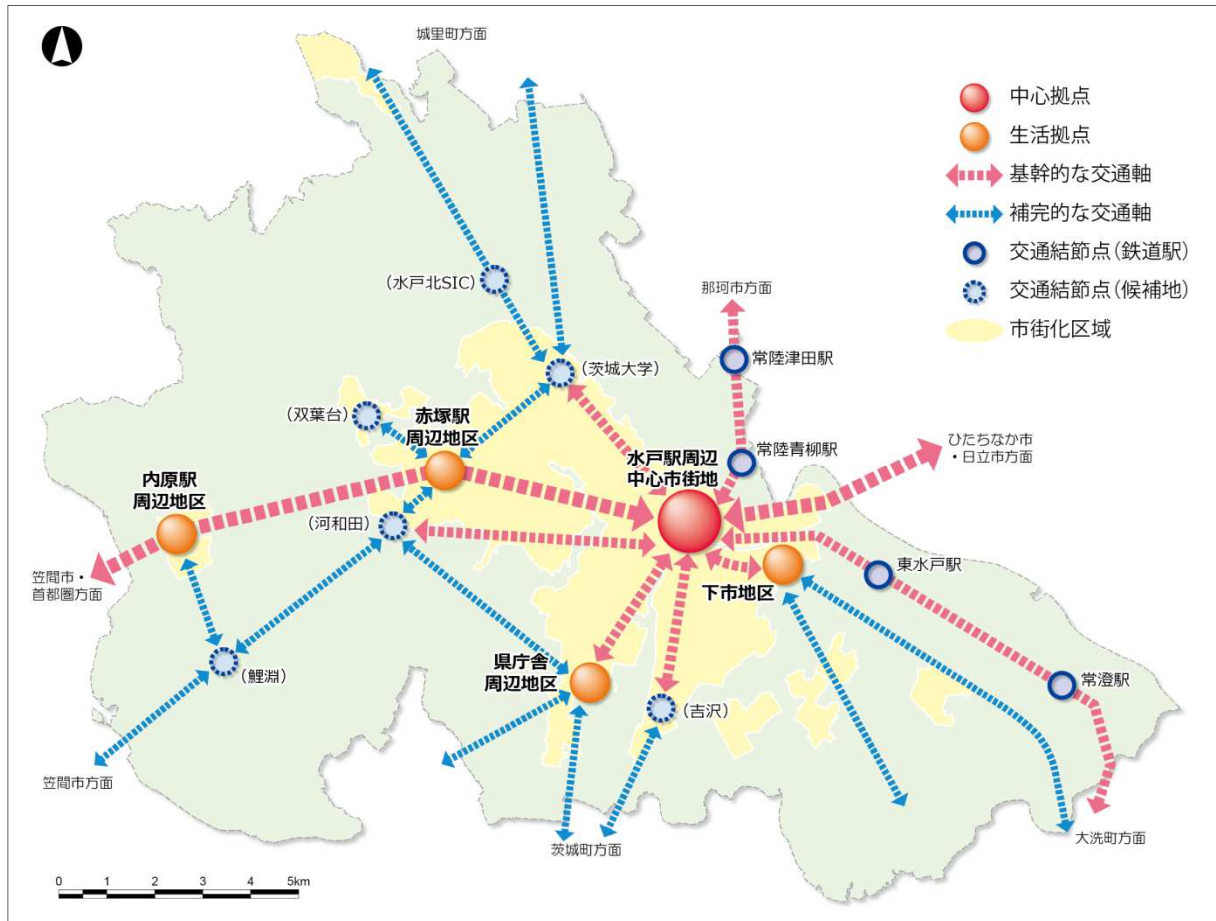 城里町方面
中心拠点
生活拠点
基幹的な交通軸
補完的な交通軸
交通結節点(鉄道駅)
交通結節点(候補地)
市街化区域
(水戸北SIC)
那珂市方面
常陸津田駅
(茨城大学)
(双葉台)
赤塚駅
周辺地区
水戸駅周辺
中心市街地
常陸青柳駅
ひたちなか市
・日立市方面
内原駅
周辺地区
(河和田)
笠間市・
首都圏方面
下市地区
東水戸駅
(鯉淵)
県庁舎
周辺地区
(吉沢)
常澄駅
笠間市方面
茨城町方面
大洗町方面
0 1 2 3 4 5km